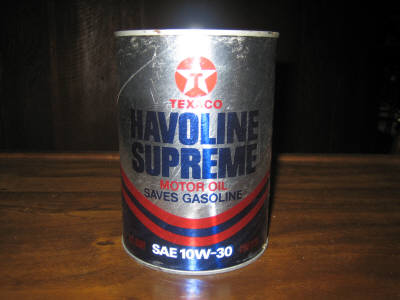 T
TEXACO
HAVOLINE
SUPREME
MOTOR OIL
SAVES GASOLINE
SAE 10W-30